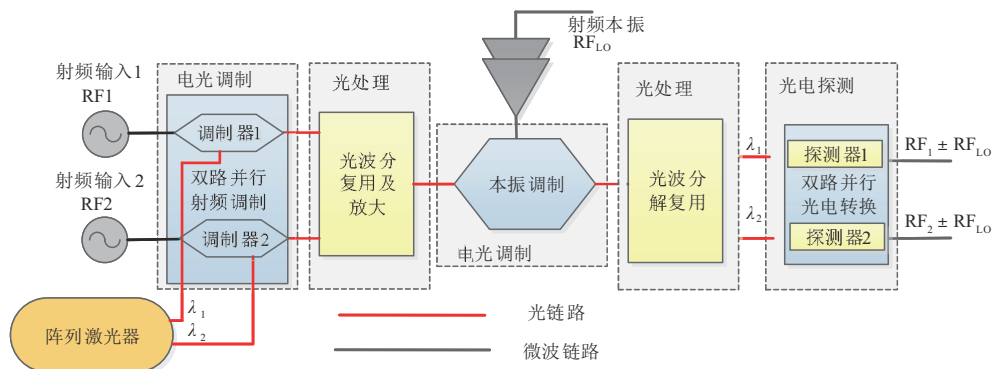 射频输入1
RF1
射频输入2
RF2
电光调制
调制器1
双路并行
射频调制
调制器2
阵列激光器
λ1
λ2
光处理
光波分
复用及
放大
射频本振
RFLO
本振调制
电光调制
光处理
光波分
解复用
λ1
λ2
光电探测
探测器1
双路并行
光电转换
探测器2
RF1 ± RFLO
RF2 ± RFLO
光链路
微波链路